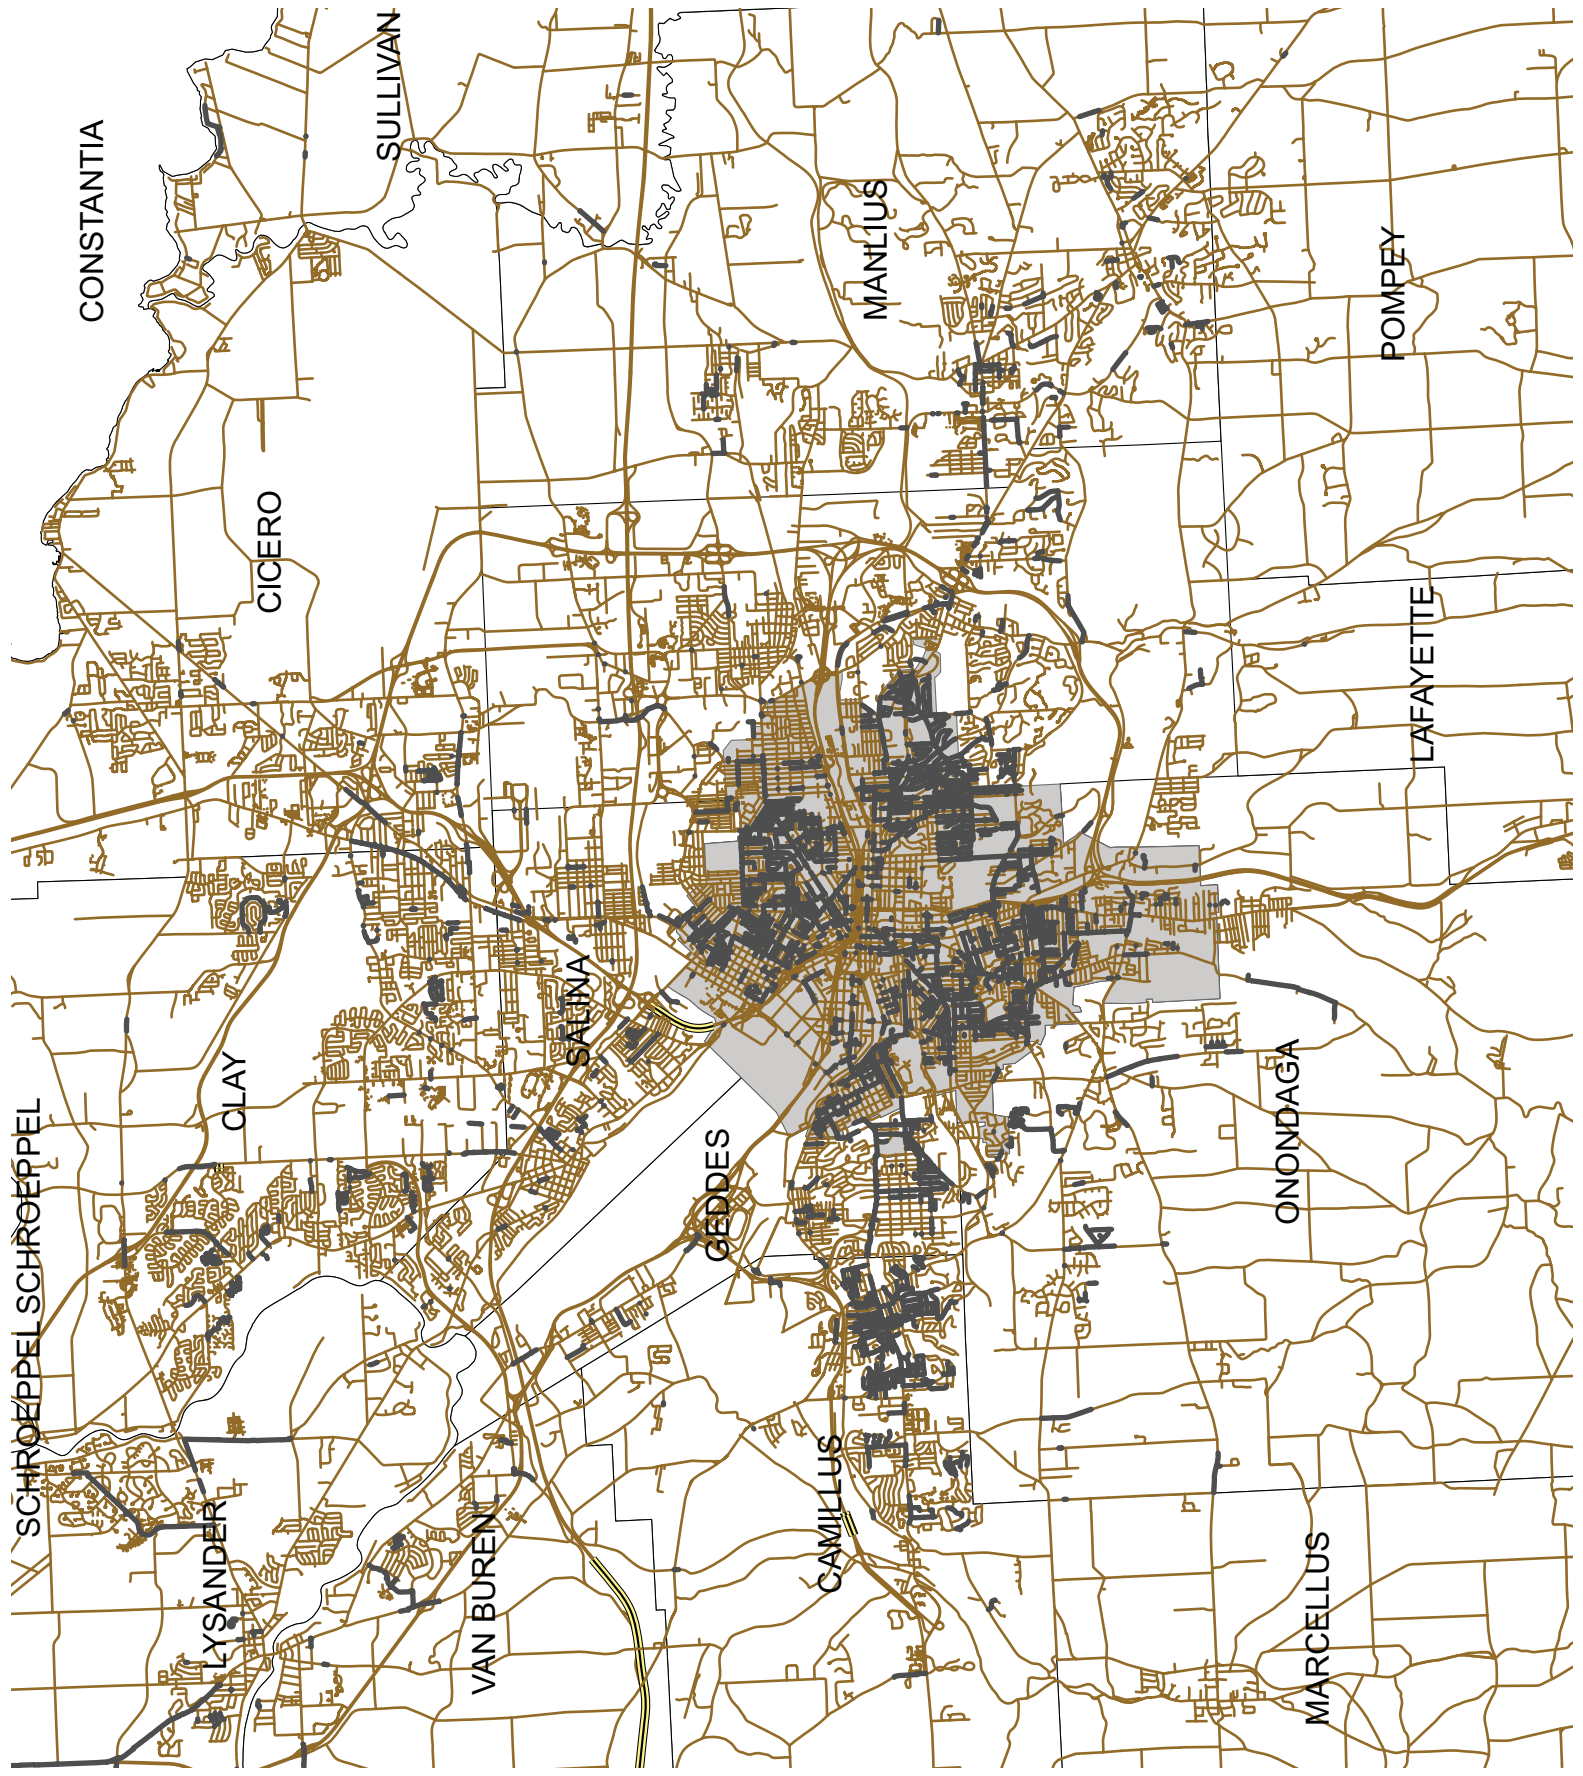 SCHROEPPEL SCHROEPPEL
LYSANDER
CLAY
CICERO
CONSTANTIA
SULLIVAN
VAN BUREN
SALINA
CAMILLUS
GEDDES
MANLIUS
MARCELLUS
ONONDAGA
LAFAYETTE
POMPEY